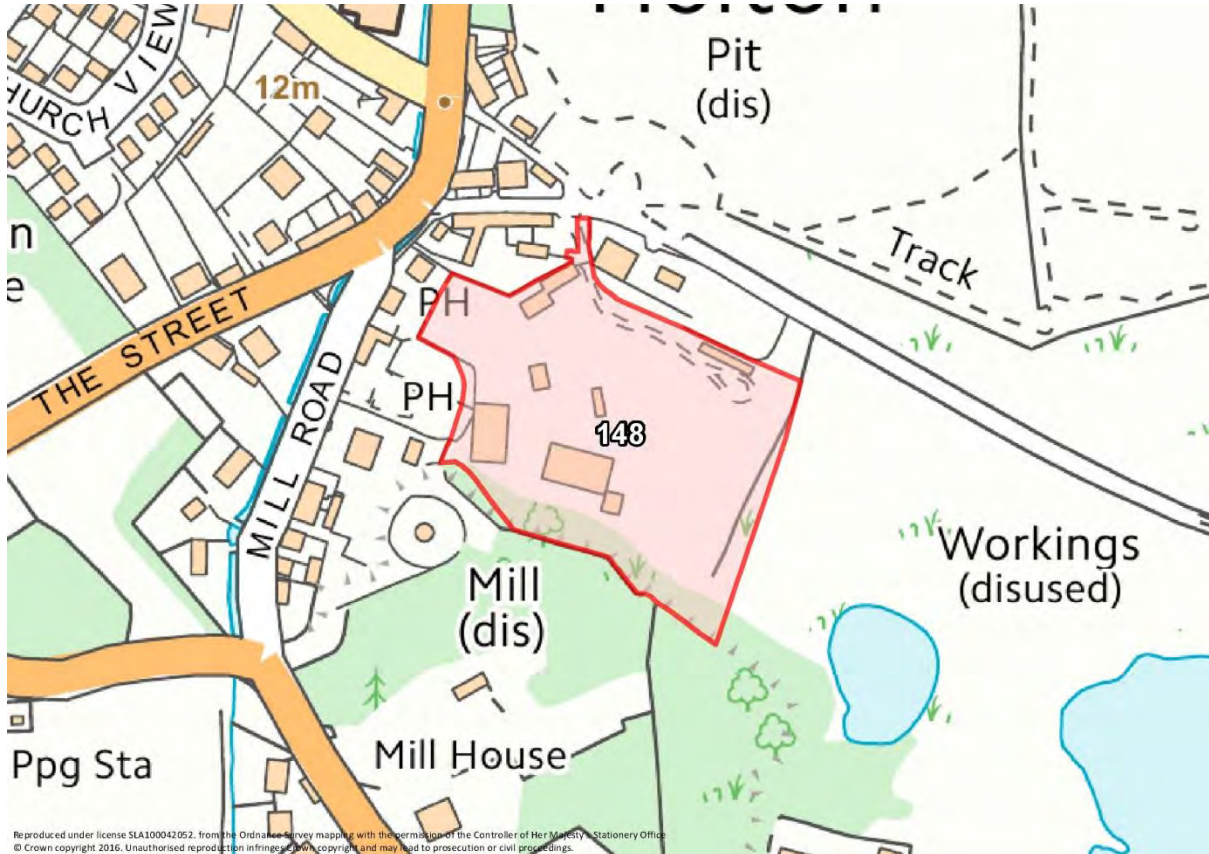 Holton
Pit
(dis)
CHURCH VIEW
12m
Track
n
e
PH
THE STREET
PH
148
MILL ROAD
Workings
(disused)
Mill
(dis)
Mill House
Ppg Sta
Reproduced under license SLA100042052. from the Ordnance Survey mapping with the permission of the Controller of Her Majesty's Stationery Office
© Crown copyright 2016. Unauthorised reproduction infringes Crown copyright and may lead to prosecution or civil proceedings.